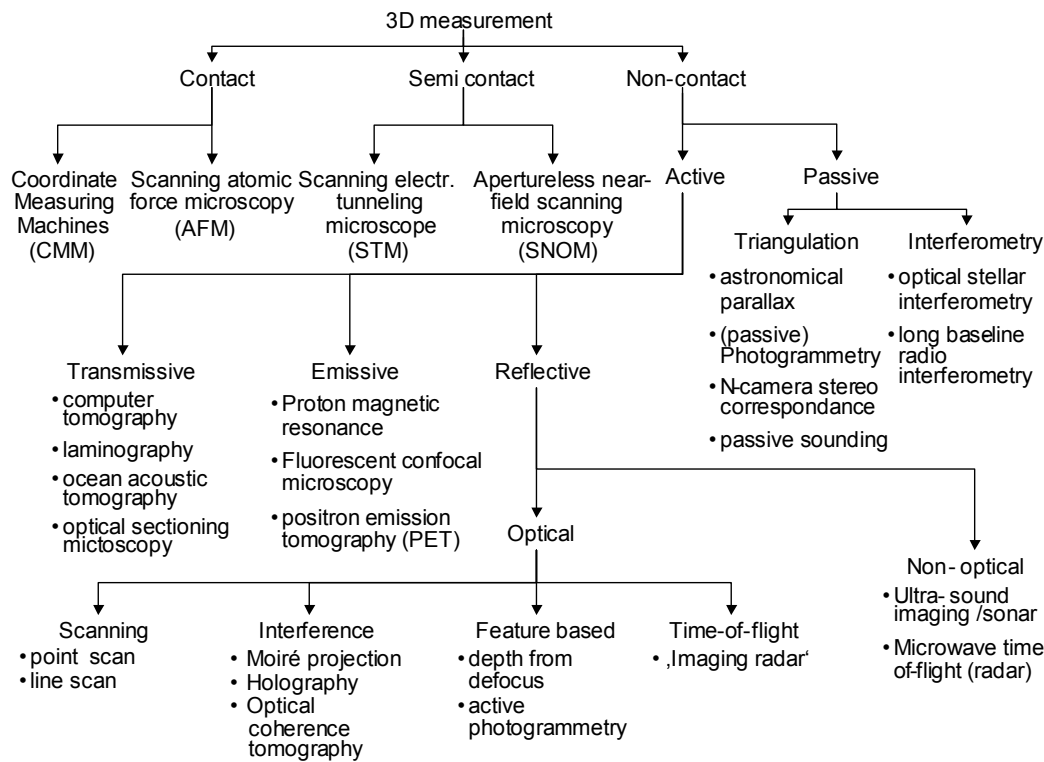 3D measurement
Contact
Semi contact
Non-contact
Coordinate
Measuring
Machines
(CMM)
Scanning atomic
force microscopy
(AFM)
Scanning electr.
tunneling
microscope
(STM)
Apertureless near-
field scanning
microscopy
(SNOM)
Active
Passive
Triangulation
• astronomical
parallax
• (passive)
Photogrammetry
• N-camera stereo
correspondance
• passive sounding
Interferometry
• optical stellar
interferometry
• long baseline
radio
interferometry
Transmissive
• computer
tomography
• laminography
• ocean acoustic
tomography
• optical sectioning
mictoscopy
Emissive
• Proton magnetic
resonance
• Fluorescent confocal
microscopy
• positron emission
tomography (PET)
Reflective
Optical
Non- optical
• Ultra- sound
imaging /sonar
• Microwave time
of-flight (radar)
Scanning
• point scan
• line scan
Interference
• Moiré projection
• Holography
• Optical
coherence
tomography
Feature based
• depth from
defocus
• active
photogrammetry
Time-of-flight
• ‚Imaging radar‘